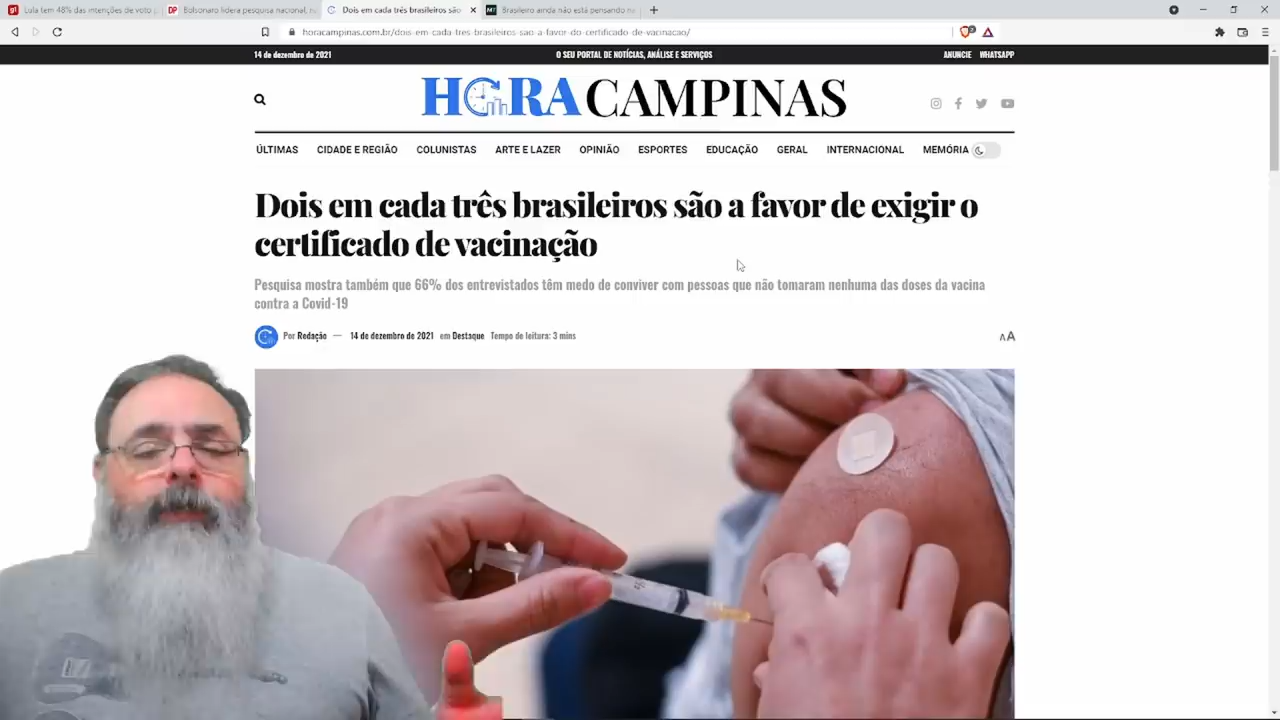 Lula tem 48% das intenções de voto p
DP Bolsonaro lidera pesquisa nacional, n
Dois em cada três brasileiros são
Brasileiro ainda não está pensando n
horacampinas.com.br/dois-em-cada-tres-brasileiros-sao-a-favor-do-certificado-de-vacinacao/
14 de dezembro de 2021
O SEU PORTAL DE NOTÍCIAS, ANÁLISE E SERVIÇOS
ANUNCIE WHATSAPP
HORA CAMPINAS
ÚLTIMAS CIDADE E REGIÃO COLUNISTAS ARTE E LAZER OPINIÃO ESPORTES EDUCAÇÃO GERAL INTERNACIONAL MEMÓRIA
Dois em cada três brasileiros são a favor de exigir o
certificado de vacinação
Pesquisa mostra também que 66% dos entrevistados têm medo de conviver com pessoas que não tomaram nenhuma das doses da vacina
contra a Covid-19
Por Redação — 14 de dezembro de 2021 em Destaque Tempo de leitura: 3 mins
AA